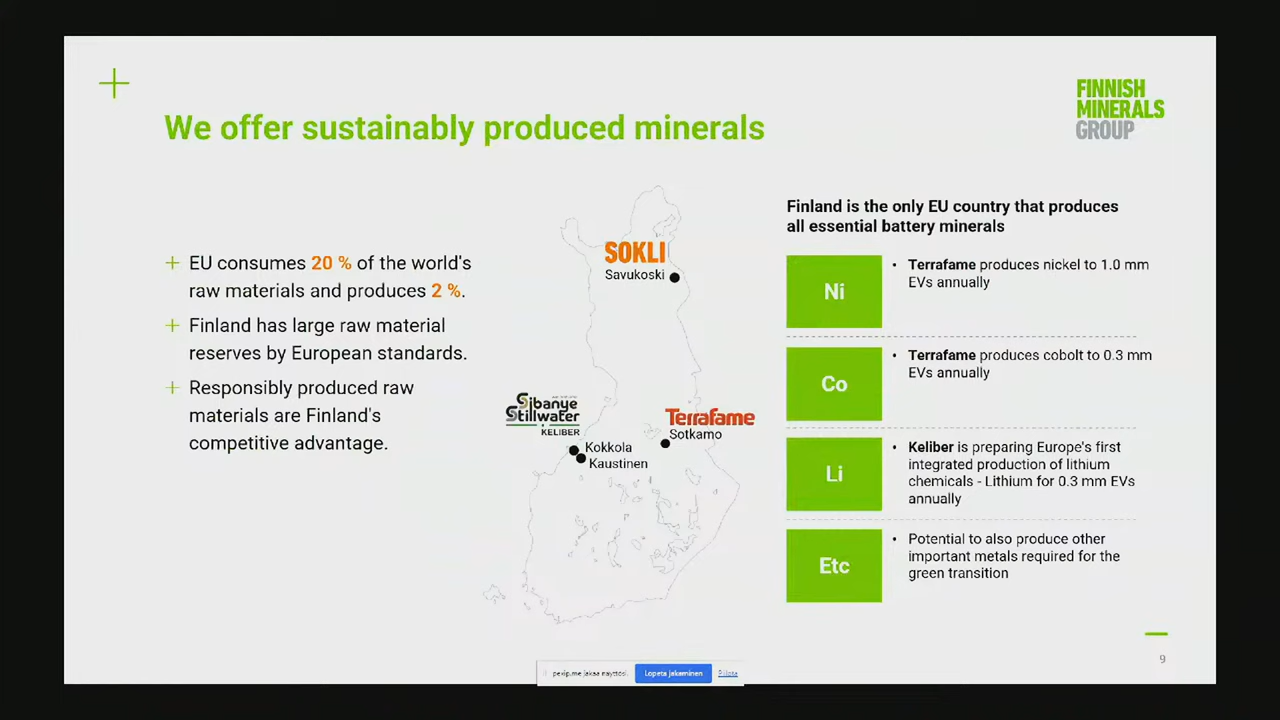 We offer sustainably produced minerals
FINNISH
MINERALS
GROUP
EU consumes 20 % of the world's
raw materials and produces 2 %.
Finland has large raw material
reserves by European standards.
Responsibly produced raw
materials are Finland's
competitive advantage.
SOKLI
Savukoski
Sibanye
Stillwater
KELIBER
Terrafame
Sotkamo
Kokkola
Kaustinen
Finland is the only EU country that produces
all essential battery minerals
Ni
• Terrafame produces nickel to 1.0 mm
EVs annually
Co
• Terrafame produces cobolt to 0.3 mm
EVs annually
Li
• Keliber is preparing Europe's first
integrated production of lithium
chemicals - Lithium for 0.3 mm EVs
annually
Etc
• Potential to also produce other
important metals required for the
green transition
9
pexip.me jakaa näyttösi.
Lopeta jakaminen
Piilota